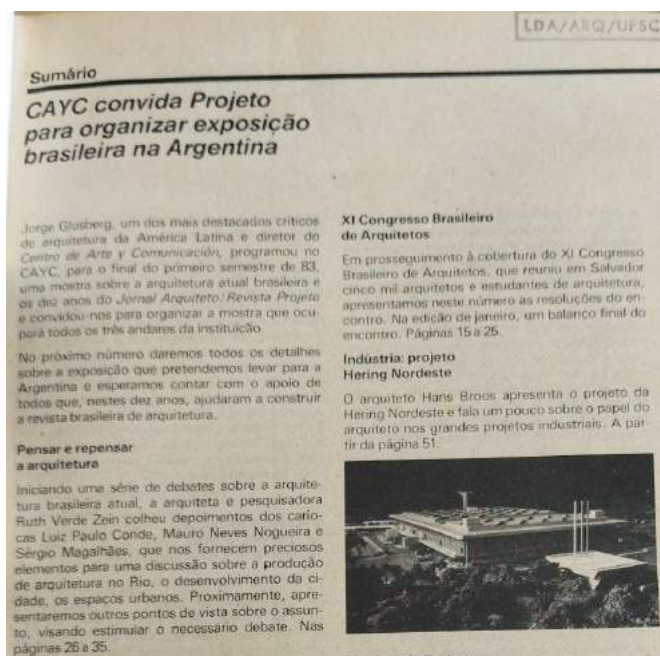 LDA/ARQ/UFSC
Sumário
CAYC convida Projeto
para organizar exposição
brasileira na Argentina
Jorge Glusberg, um dos mais destacados críticos
de arquitetura da América Latina e diretor do
Centro de Arte y Comunicación, programou no
CAYC, para o final do primeiro semestre de 83,
uma mostra sobre a arquitetura atual brasileira e
os dez anos do Jornal Arquiteto/Revista Projeto
e convidou-nos para organizar a mostra que ocu-
pará todos os três andares da instituição
No próximo número daremos todos os detalhes
sobre a exposição que pretendemos levar para a
Argentina e esperamos contar com o apoio de
todos que, nestes dez anos, ajudaram a construir
a revista brasileira de arquitetura.
Pensar e repensar
a arquitetura
Iniciando uma série de debates sobre a arquite-
tura brasileira atual, a arquiteta e pesquisadora
Ruth Verde Zein colheu depoimentos dos cario-
cas Luiz Paulo Conde, Mauro Neves Nogueira e
Sérgio Magalhães, que nos fornecem preciosos
elementos para uma discussão sobre a produção
de arquitetura no Rio, o desenvolvimento da ci-
dade, os espaços urbanos. Proximamente, apre-
sentaremos outros pontos de vista sobre o assun-
to, visando estimular o necessário debate. Nas
páginas 26 a 35.
XI Congresso Brasileiro
de Arquitetos
Em prosseguimento à cobertura do XI Congresso
Brasileiro de Arquitetos, que reuniu em Salvador
cinco mil arquitetos e estudantes de arquitetura,
apresentamos neste número as resoluções do en-
contro. Na edição de janeiro, um balanço final do
encontro. Páginas 15 a 25.
Indústria: projeto
Hering Nordeste
O arquiteto Hans Broos apresenta o projeto da
Hering Nordeste e fala um pouco sobre o papel do
arquiteto nos grandes projetos industriais. A par-
tir da página 51.